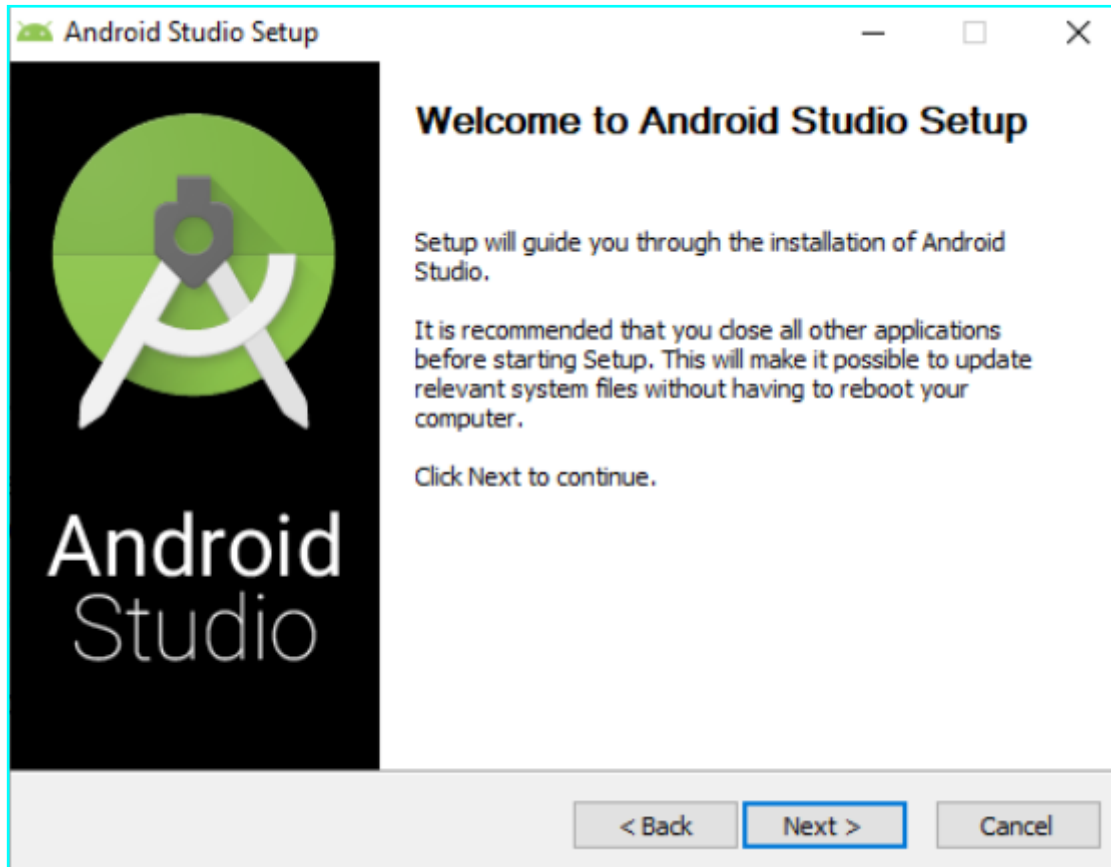 Android Studio Setup
Welcome to Android Studio Setup
Setup will guide you through the installation of Android
Studio.
It is recommended that you close all other applications
before starting Setup. This will make it possible to update
relevant system files without having to reboot your
computer.
Click Next to continue.
Android
Studio
< Back
Next >
Cancel